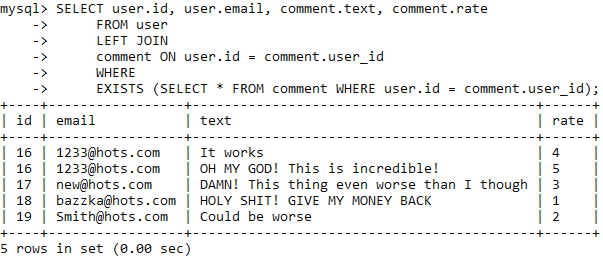 mysql> SELECT user.id, user.email, comment.text, comment.rate
    -> FROM user
    -> LEFT JOIN
    -> comment ON user.id = comment.user_id
    -> WHERE
    -> EXISTS (SELECT * FROM comment WHERE user.id = comment.user_id);
+----+-----------------+------------------------------------------+------+
| id | email | text | rate |
+----+-----------------+------------------------------------------+------+
| 16 | 1233@hots.com | It works | 4
| 16 | 1233@hots.com | OH MY GOD! This is incredible! | 5
| 17 | new@hots.com | DAMN! This thing even worse than I though | 3
| 18 | bazzka@hots.com | HOLY SHIT! GIVE MY MONEY BACK | 1
| 19 | Smith@hots.com | Could be worse | 2
+----+-----------------+------------------------------------------+------+
5 rows in set (0.00 sec)